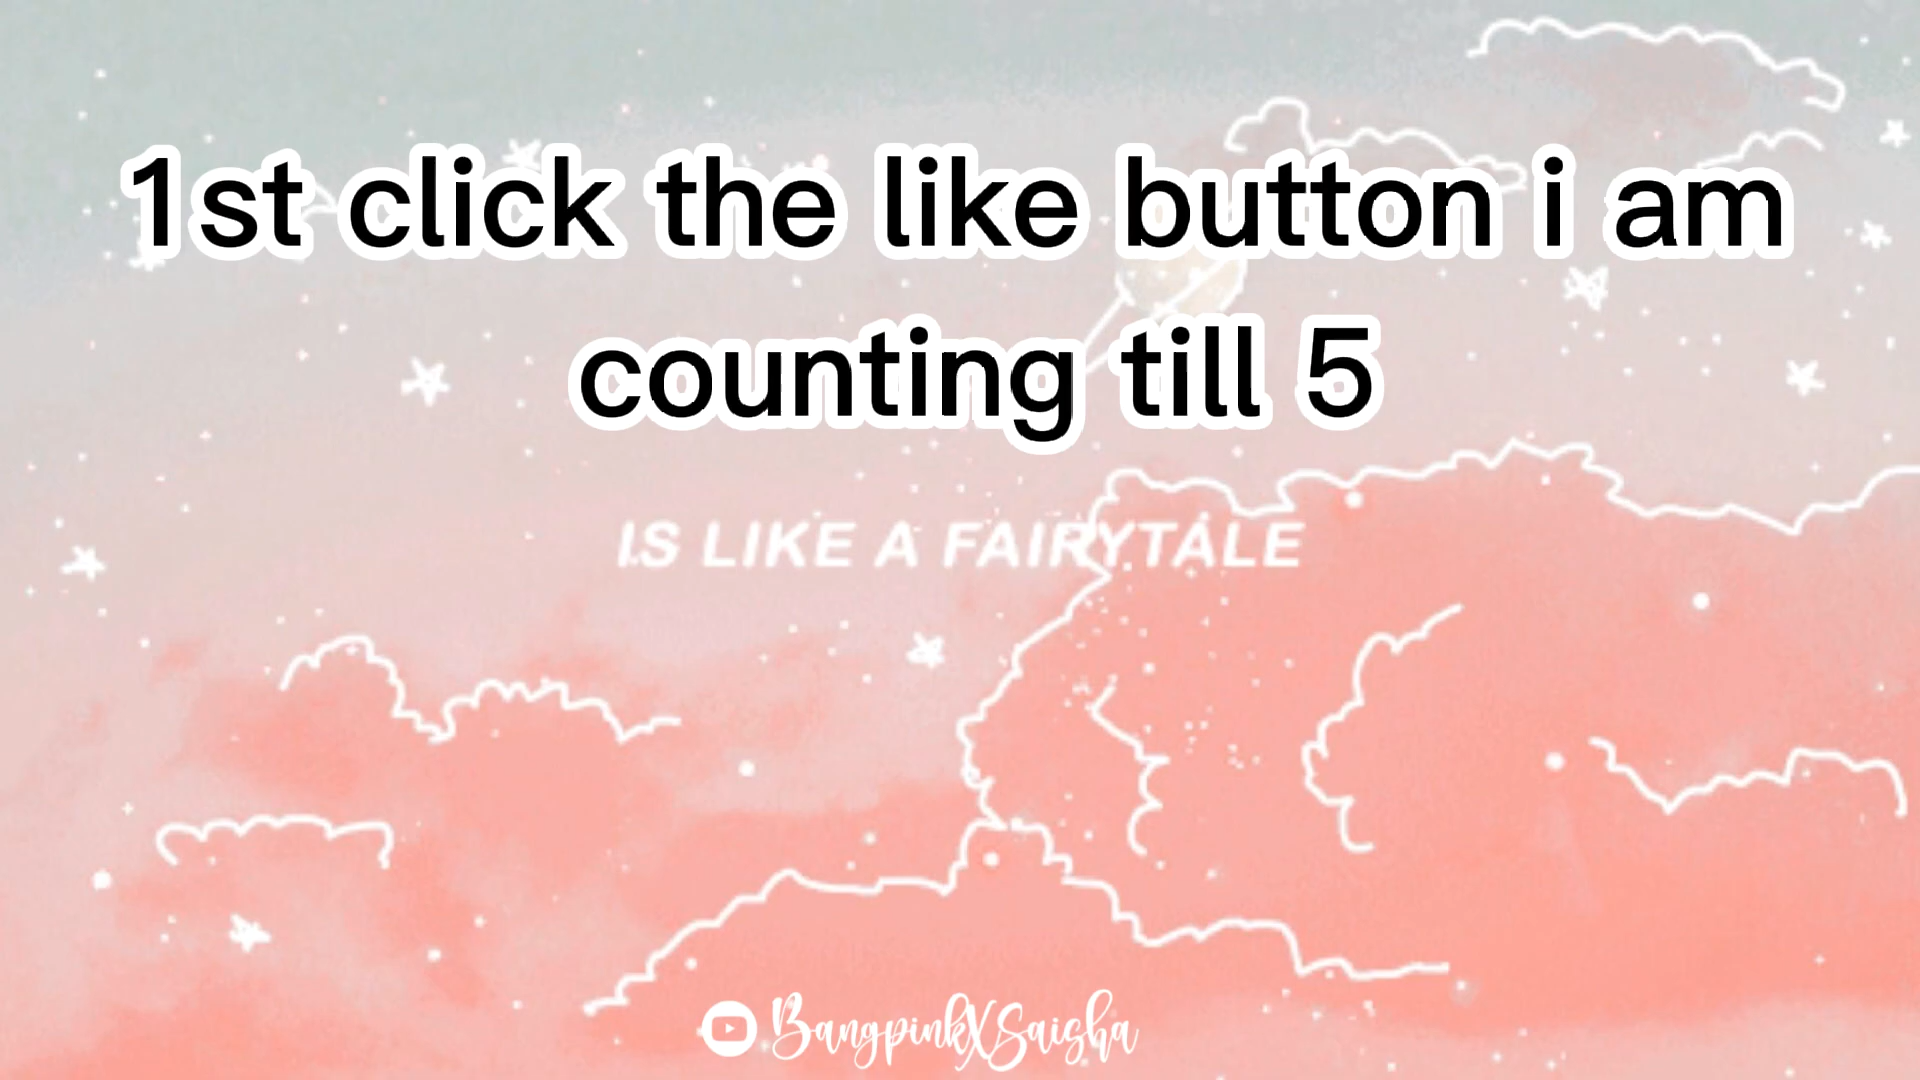 1st click the like button i am
counting till 5
IS LIKE A FAIRYTALE
BangpinkXSaisha